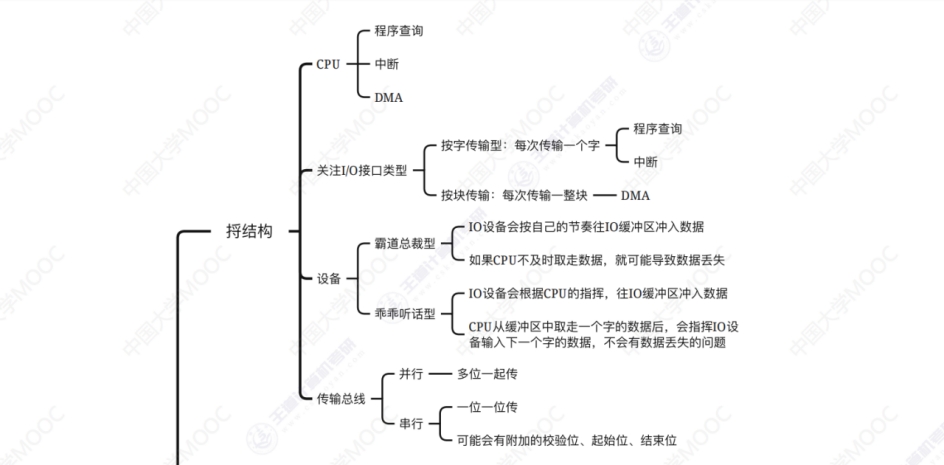 程序查询
CPU
中断
DMA
程序查询
按字传输型：每次传输一个字
中断
关注I/O接口类型
按块传输：每次传输一整块
DMA
捋结构
IO设备会按自己的节奏往IO缓冲区冲入数据
霸道总裁型
如果CPU不及时取走数据，就可能导致数据丢失
设备
IO设备会根据CPU的指挥，往IO缓冲区冲入数据
乖乖听话型
CPU从缓冲区中取走一个字的数据后，会指挥IO设
备输入下一个字的数据，不会有数据丢失的问题
并行
多位一起传
传输总线
一位一位传
串行
可能会有附加的校验位、起始位、结束位
中国大学MOOC
王道计算机考研